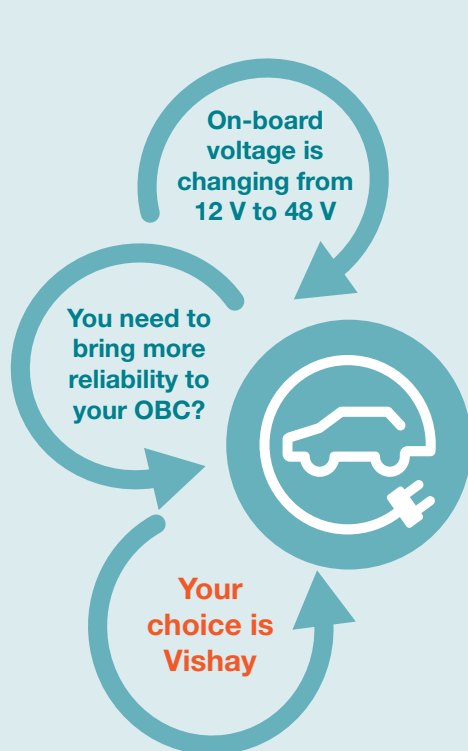 On-board
voltage is
changing from
12 V to 48 V
You need to
bring more
reliability to
your OBC?
Your
choice is
Vishay